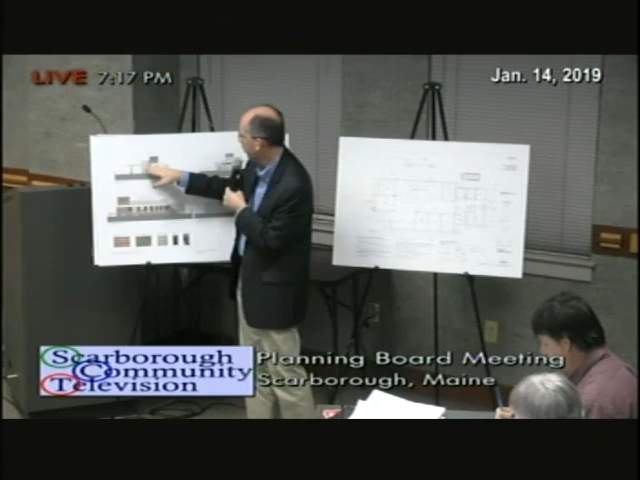 LIVE 7:17 PM
Jan. 14, 2019
Scarborough
Community
Television
Planning Board Meeting
Scarborough, Maine